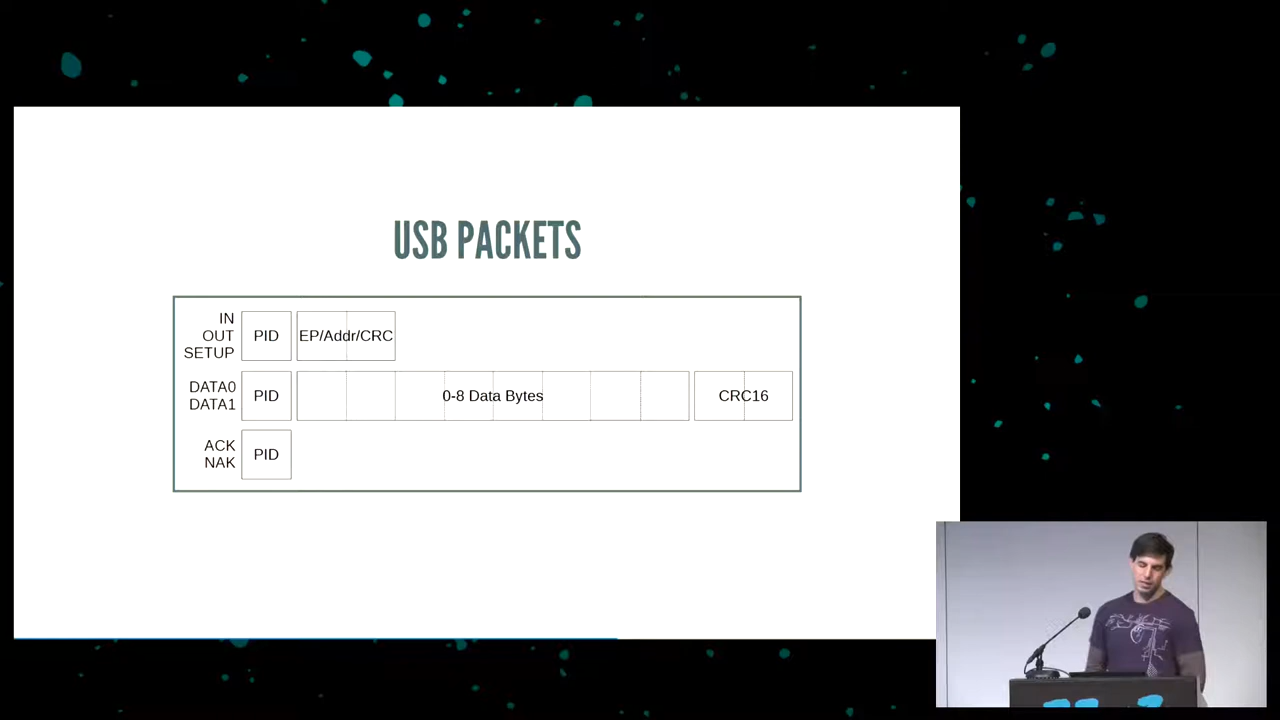 USB PACKETS
IN
OUT
SETUP
PID
EP/Addr/CRC
DATA0
DATA1
PID
0-8 Data Bytes
CRC16
ACK
NAK
PID